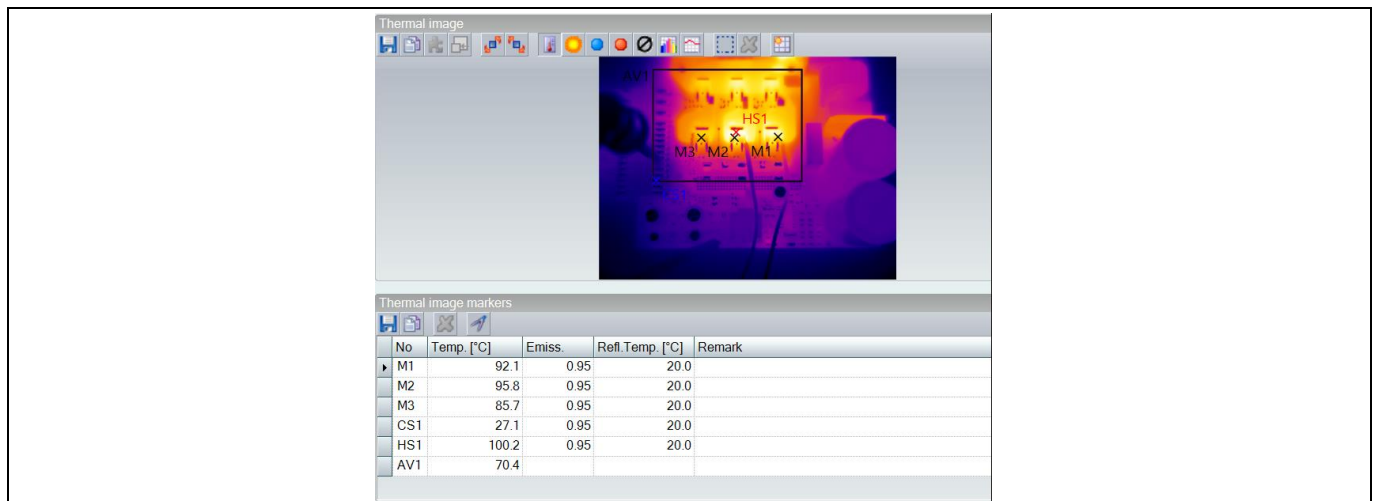 Thermal image
AV1
HS1
M3 M2 M1
CS1
Thermal image markers
No Temp. [°C] Emiss. Refl.Temp. [°C] Remark
M1 92.1 0.95 20.0
M2 95.8 0.95 20.0
M3 85.7 0.95 20.0
CS1 27.1 0.95 20.0
HS1 100.2 0.95 20.0
AV1 70.4